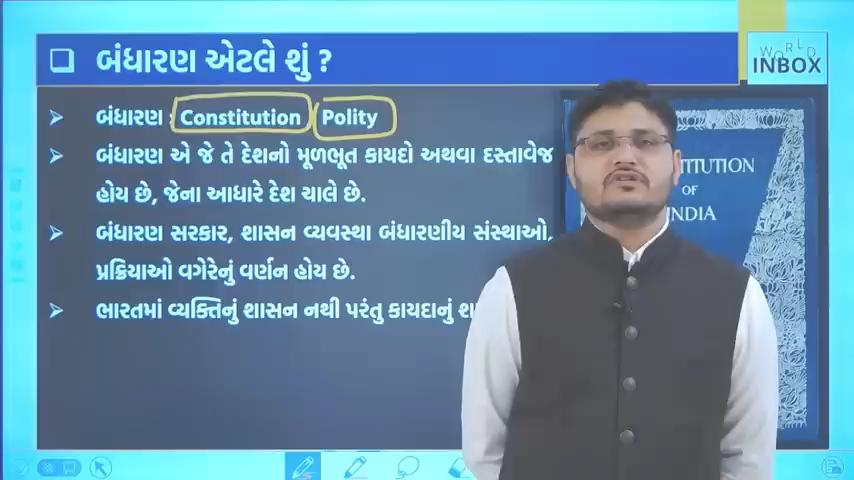 ❑ બંધારણ એટલે શું ?
WORLD
INBOX
➢ બંધારણ : Constitution / Polity
➢ બંધારણ એ જે તે દેશનો મૂળભૂત કાયદો અથવા દસ્તાવેજ
હોય છે, જેના આધારે દેશ ચાલે છે.
➢ બંધારણ સરકાર, શાસન વ્યવસ્થા બંધારણીય સંસ્થાઓ,
પ્રક્રિયાઓ વગેરેનું વર્ણન હોય છે.
➢ ભારતમાં વ્યક્તિનું શાસન નથી પરંતુ કાયદાનું
OF
INDIA